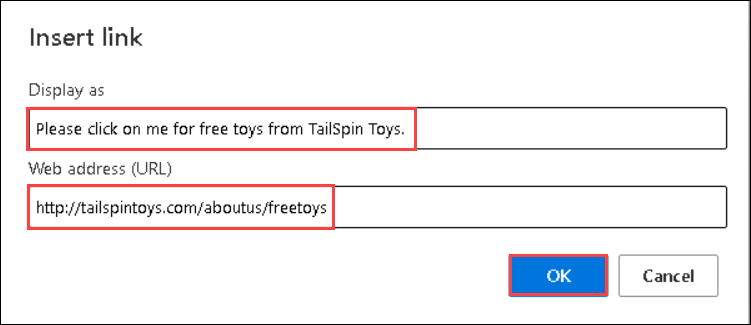 Insert link
Display as
Please click on me for free toys from TailSpin Toys.
Web address (URL)
http://tailspintoys.com/aboutus/freetoys
OK Cancel